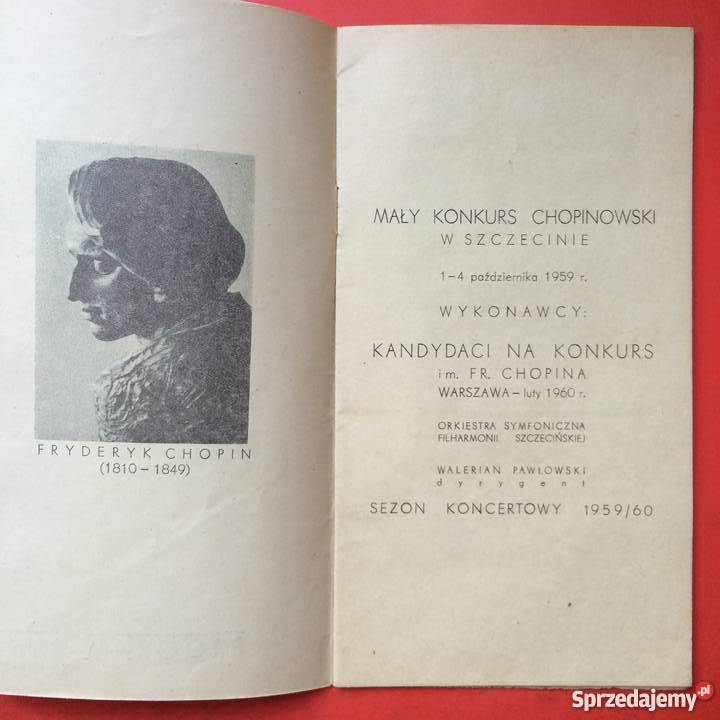 FRYDERYK CHOPIN
(1810–1849)
MAŁY KONKURS CHOPINOWSKI
W SZCZECINIE
1–4 października 1959 r.
WYKONAWCY:
KANDYDACI NA KONKURS
im. FR. CHOPINA
WARSZAWA – luty 1960 r.
ORKIESTRA SYMFONICZNA
FILHARMONII SZCZECIŃSKIEJ
WALERIAN PAWŁOWSKI
dyrygent
SEZON KONCERTOWY 1959/60
Sprzedajemy.pl